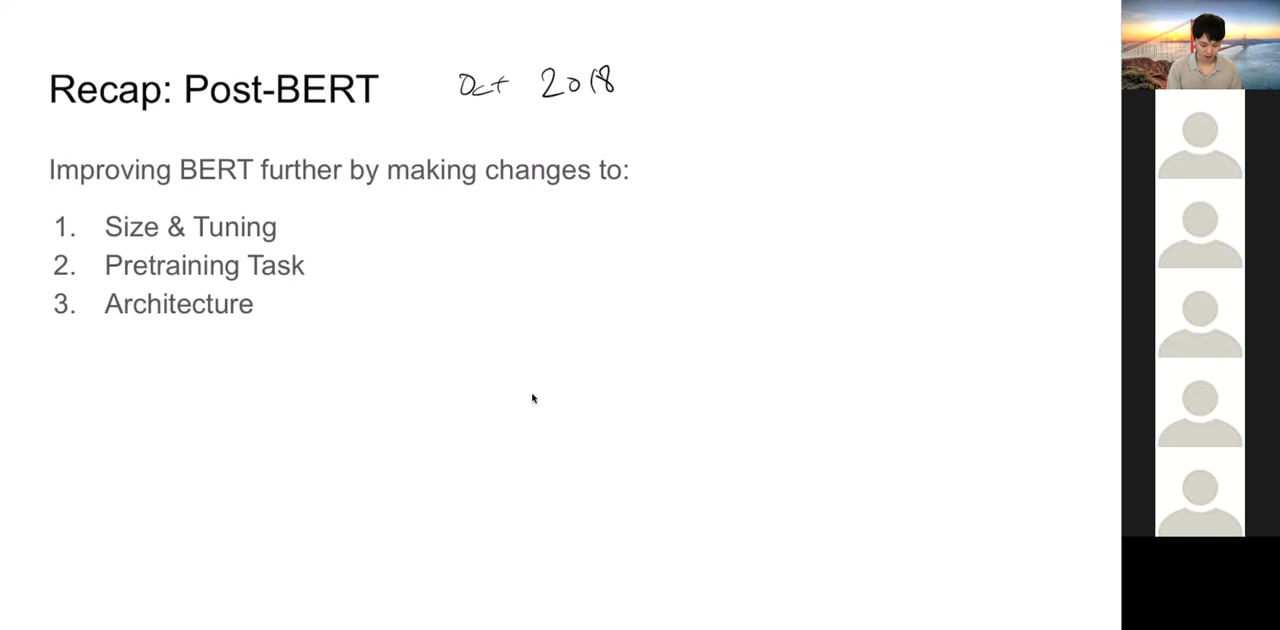 Recap: Post-BERT Oct 2018
Improving BERT further by making changes to:
1. Size & Tuning
2. Pretraining Task
3. Architecture